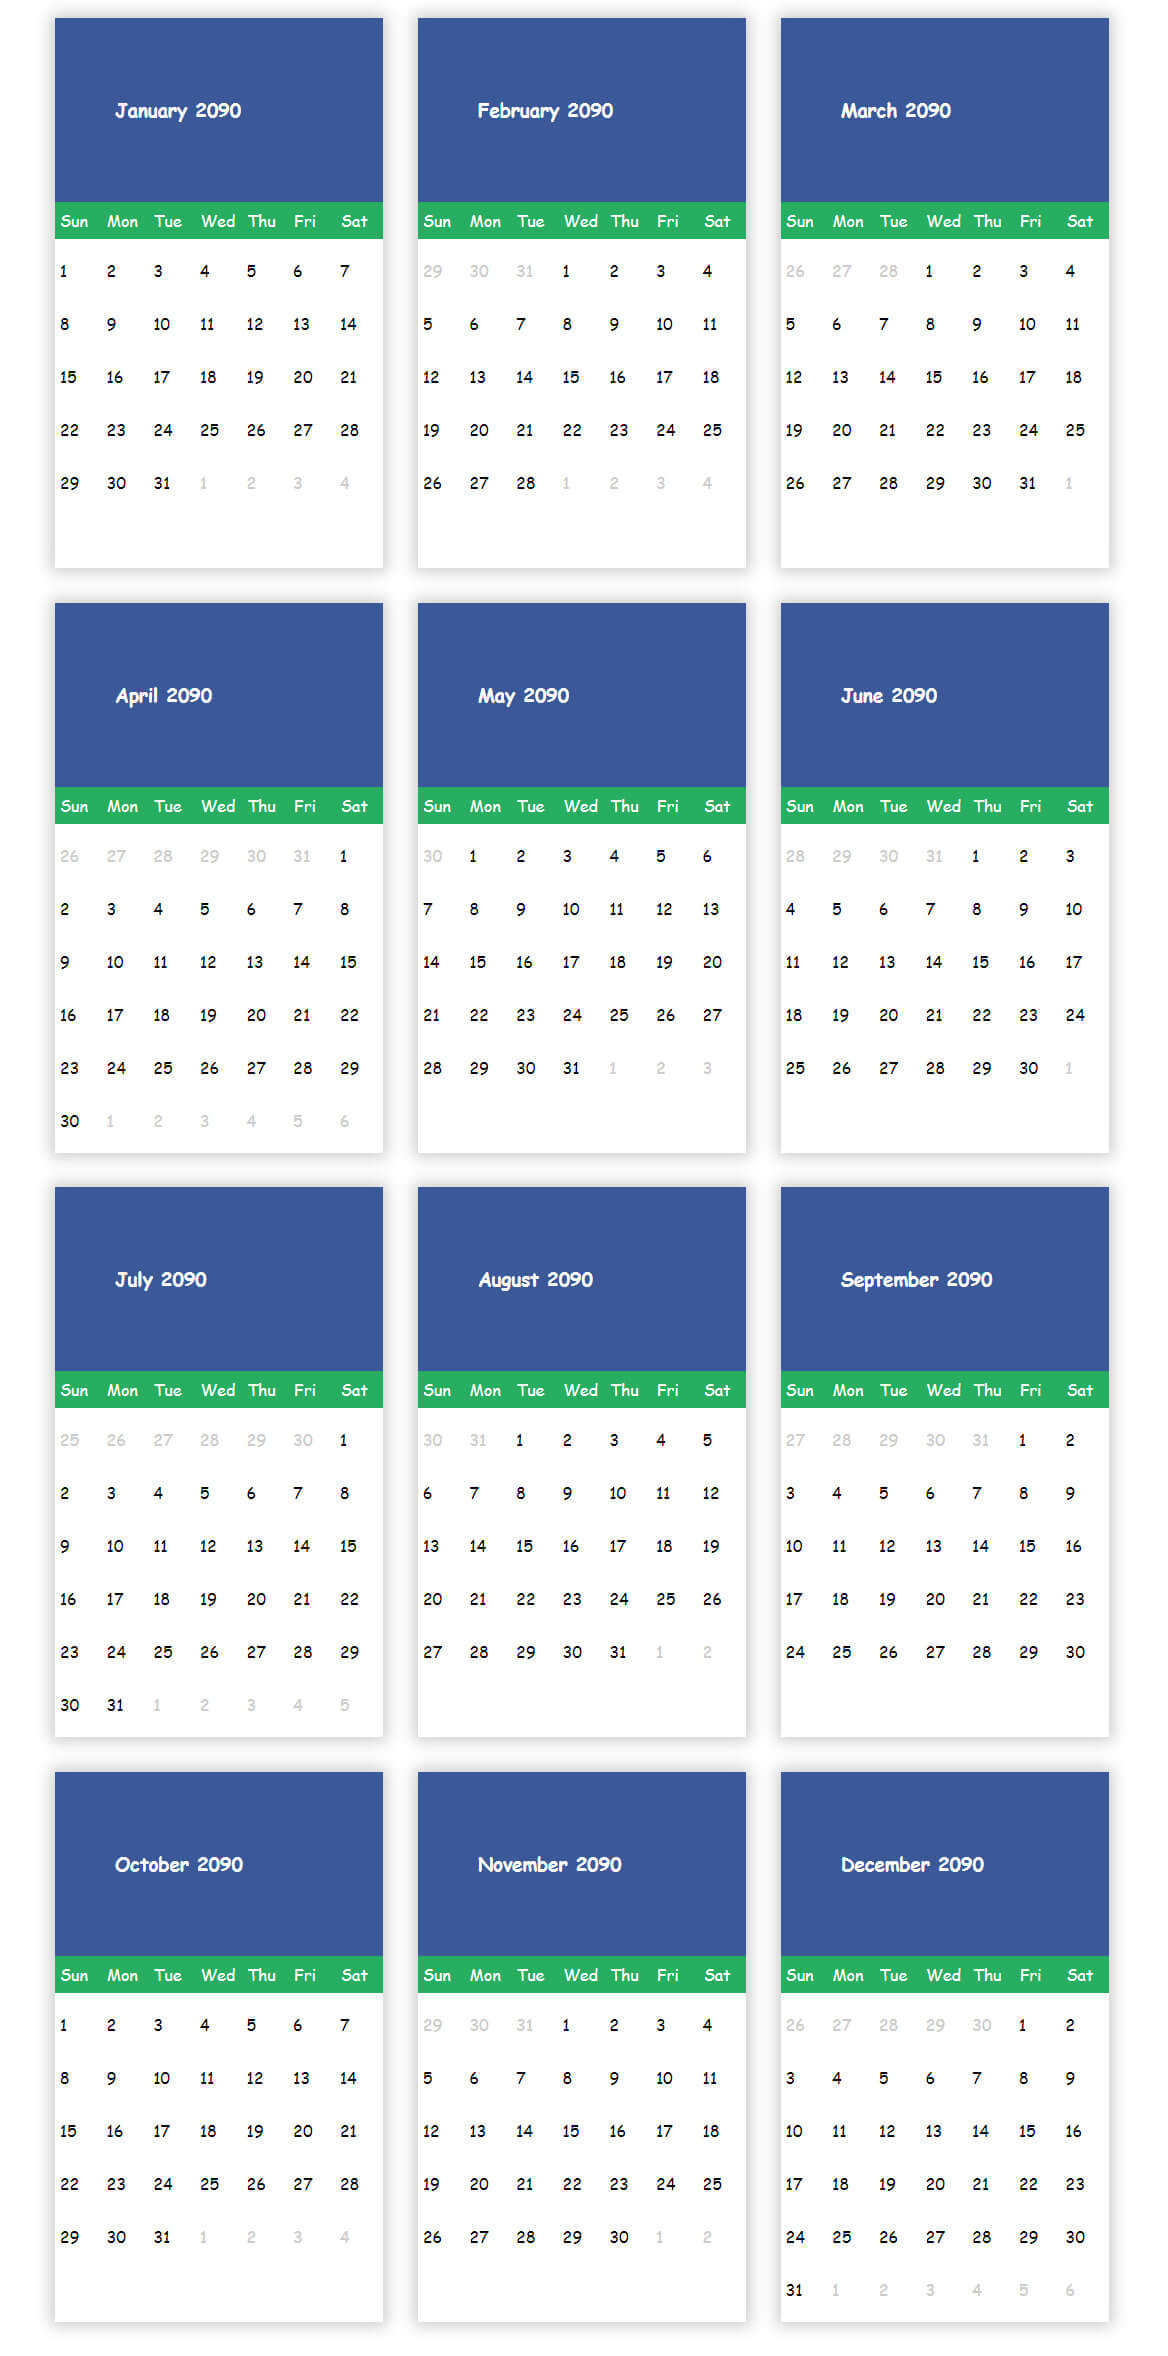 January 2090
Sun Mon Tue Wed Thu Fri Sat
1 2 3 4 5 6 7
8 9 10 11 12 13 14
15 16 17 18 19 20 21
22 23 24 25 26 27 28
29 30 31 1 2 3 4
February 2090
Sun Mon Tue Wed Thu Fri Sat
29 30 31 1 2 3 4
5 6 7 8 9 10 11
12 13 14 15 16 17 18
19 20 21 22 23 24 25
26 27 28 1 2 3 4
March 2090
Sun Mon Tue Wed Thu Fri Sat
26 27 28 1 2 3 4
5 6 7 8 9 10 11
12 13 14 15 16 17 18
19 20 21 22 23 24 25
26 27 28 29 30 31 1
April 2090
Sun Mon Tue Wed Thu Fri Sat
26 27 28 29 30 31 1
2 3 4 5 6 7 8
9 10 11 12 13 14 15
16 17 18 19 20 21 22
23 24 25 26 27 28 29
30 1 2 3 4 5 6
May 2090
Sun Mon Tue Wed Thu Fri Sat
30 1 2 3 4 5 6
7 8 9 10 11 12 13
14 15 16 17 18 19 20
21 22 23 24 25 26 27
28 29 30 31 1 2 3
June 2090
Sun Mon Tue Wed Thu Fri Sat
28 29 30 31 1 2 3
4 5 6 7 8 9 10
11 12 13 14 15 16 17
18 19 20 21 22 23 24
25 26 27 28 29 30 1
July 2090
Sun Mon Tue Wed Thu Fri Sat
25 26 27 28 29 30 1
2 3 4 5 6 7 8
9 10 11 12 13 14 15
16 17 18 19 20 21 22
23 24 25 26 27 28 29
30 31 1 2 3 4 5
August 2090
Sun Mon Tue Wed Thu Fri Sat
30 31 1 2 3 4 5
6 7 8 9 10 11 12
13 14 15 16 17 18 19
20 21 22 23 24 25 26
27 28 29 30 31 1 2
September 2090
Sun Mon Tue Wed Thu Fri Sat
27 28 29 30 31 1 2
3 4 5 6 7 8 9
10 11 12 13 14 15 16
17 18 19 20 21 22 23
24 25 26 27 28 29 30
October 2090
Sun Mon Tue Wed Thu Fri Sat
1 2 3 4 5 6 7
8 9 10 11 12 13 14
15 16 17 18 19 20 21
22 23 24 25 26 27 28
29 30 31 1 2 3 4
November 2090
Sun Mon Tue Wed Thu Fri Sat
29 30 31 1 2 3 4
5 6 7 8 9 10 11
12 13 14 15 16 17 18
19 20 21 22 23 24 25
26 27 28 29 30 1 2
December 2090
Sun Mon Tue Wed Thu Fri Sat
26 27 28 29 30 1 2
3 4 5 6 7 8 9
10 11 12 13 14 15 16
17 18 19 20 21 22 23
24 25 26 27 28 29 30
31 1 2 3 4 5 6